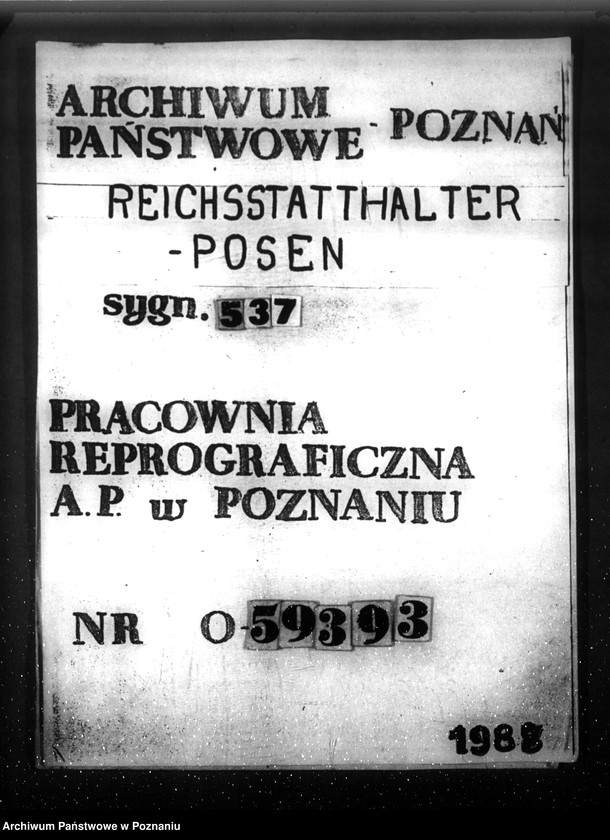 ARCHIWUM
PAŃSTWOWE - POZNAŃ
REICHSSTATTHALTER
-POSEN
sygn. 537
PRACOWNIA
REPROGRAFICZNA
A.P. w POZNANIU
NR O-59393
1988
Archiwum Państwowe w Poznaniu